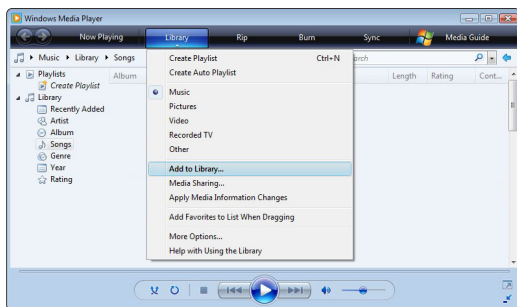 Windows Media Player
Now Playing Library Rip Burn Sync Media Guide
Music Library Songs
Playlists
Create Playlist
Library
Recently Added
Artist
Album
Songs
Genre
Year
Rating
Album
Create Playlist Ctrl+N
Create Auto Playlist
Music
Pictures
Video
Recorded TV
Other
Add to Library...
Media Sharing...
Apply Media Information Changes
Add Favorites to List When Dragging
More Options...
Help with Using the Library
Length Rating Cont...